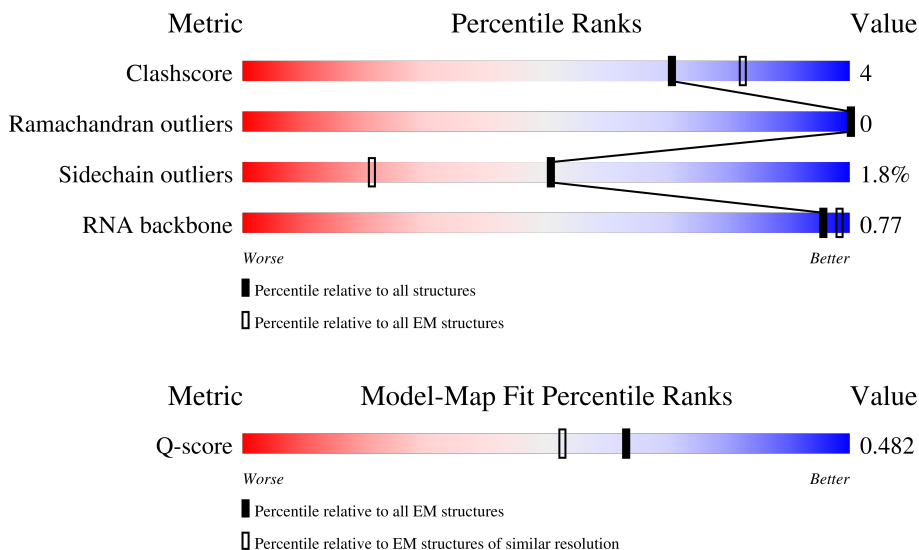 Metric Percentile Ranks Value
Clashscore 4
Ramachandran outliers 0
Sidechain outliers 1.8%
RNA backbone 0.77
Worse Better
Percentile relative to all structures
Percentile relative to all EM structures
Metric Model-Map Fit Percentile Ranks Value
Q-score 0.482
Worse Better
Percentile relative to all EM structures
Percentile relative to EM structures of similar resolution